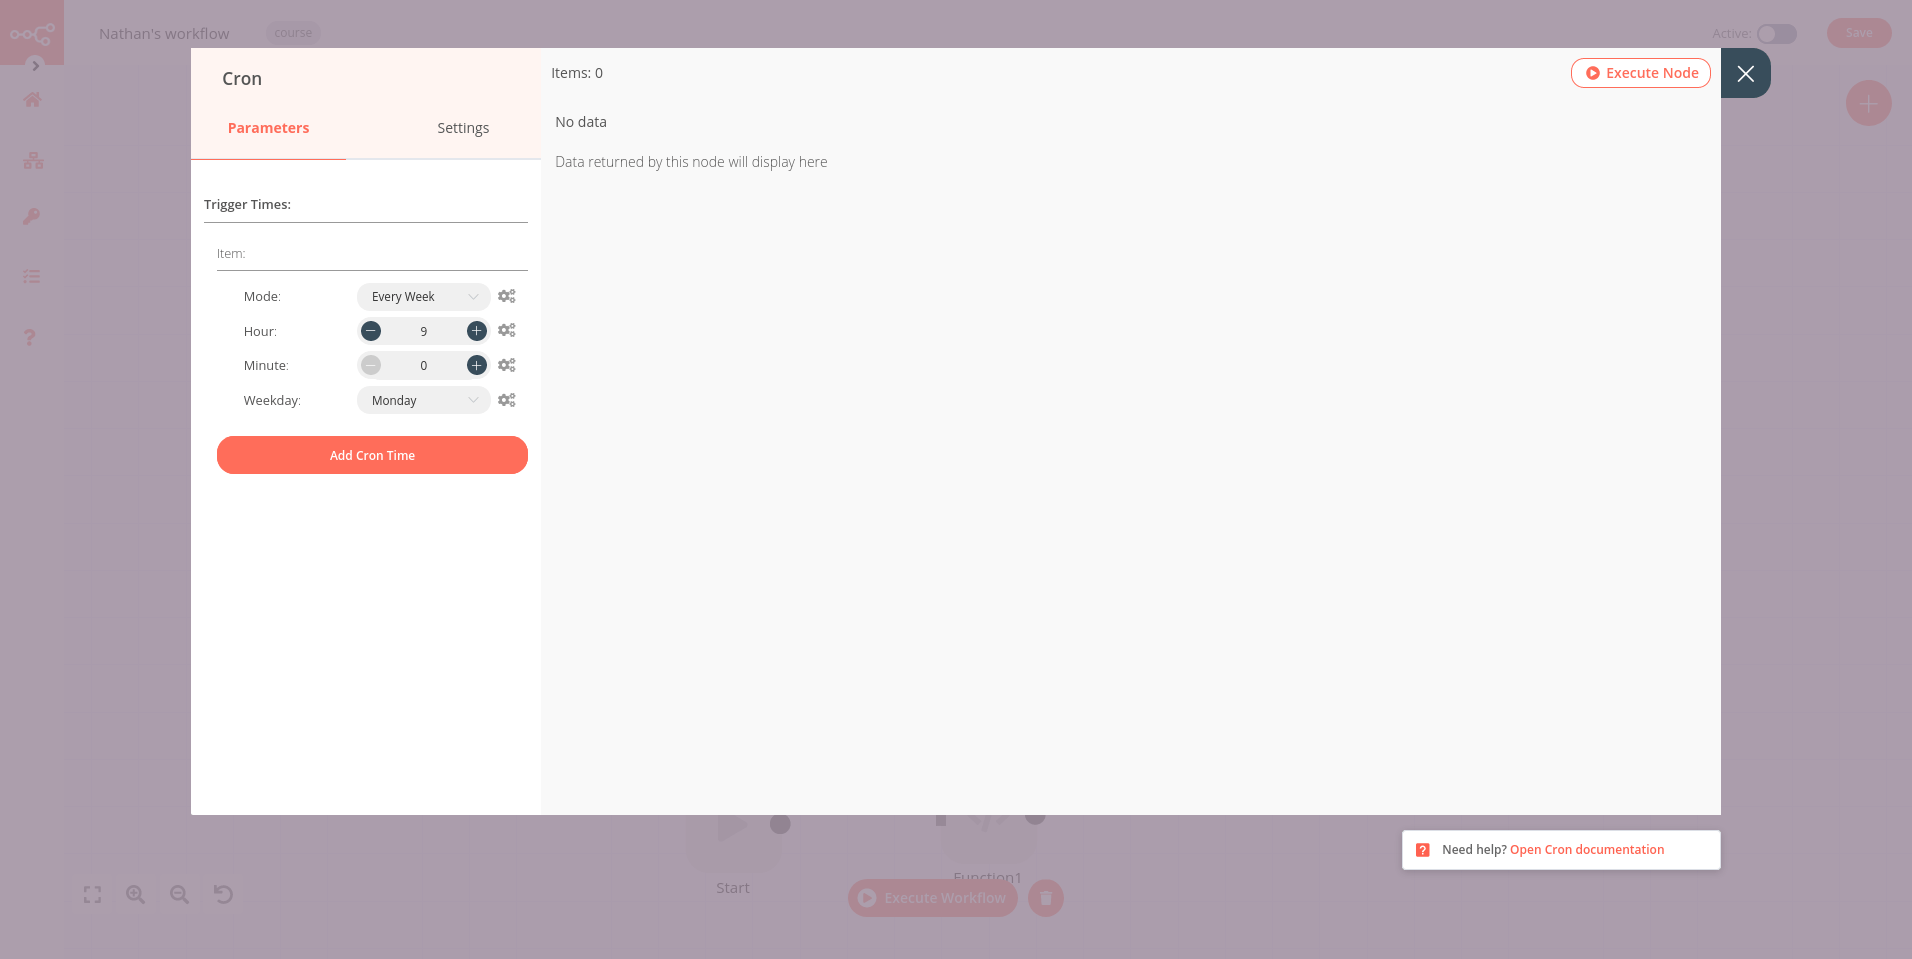 Nathan's workflow
course
Active:
Save
Cron
Parameters
Settings
Trigger Times:
Item:
Mode:
Every Week
Hour:
9
Minute:
0
Weekday:
Monday
Add Cron Time
Items: 0
Execute Node
No data
Data returned by this node will display here
Need help? Open Cron documentation
Start
Function1
Execute Workflow